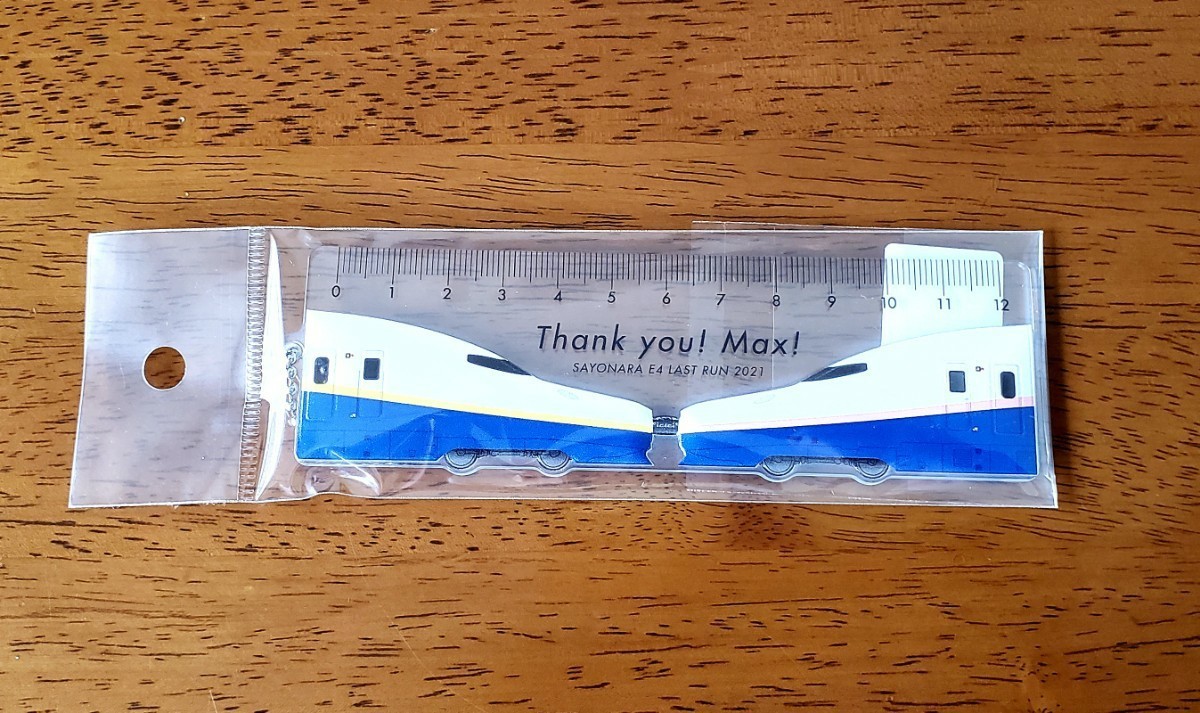 0 1 2 3 4 5 6 7 8 9 10 11 12
Thank you! Max!
SAYONARA E4 LAST RUN 2021